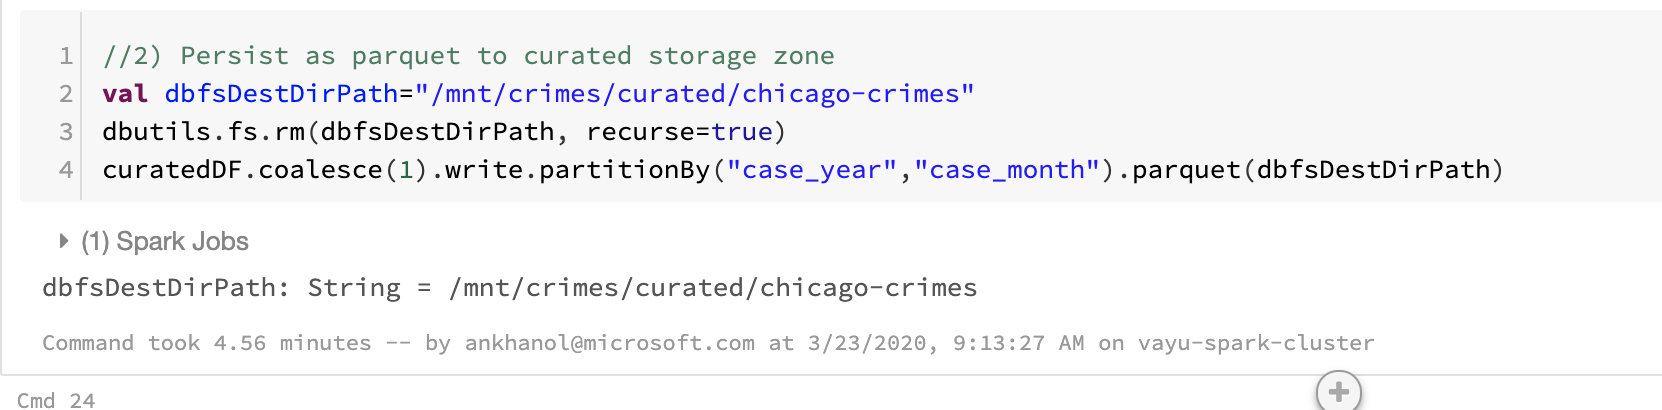 1 //2) Persist as parquet to curated storage zone
2 val dbfsDestDirPath="/mnt/crimes/curated/chicago-crimes"
3 dbutils.fs.rm(dbfsDestDirPath, recurse=true)
4 curatedDF.coalesce(1).write.partitionBy("case_year","case_month").parquet(dbfsDestDirPath)
(1) Spark Jobs
dbfsDestDirPath: String = /mnt/crimes/curated/chicago-crimes
Command took 4.56 minutes -- by ankhanol@microsoft.com at 3/23/2020, 9:13:27 AM on vayu-spark-cluster
Cmd 24